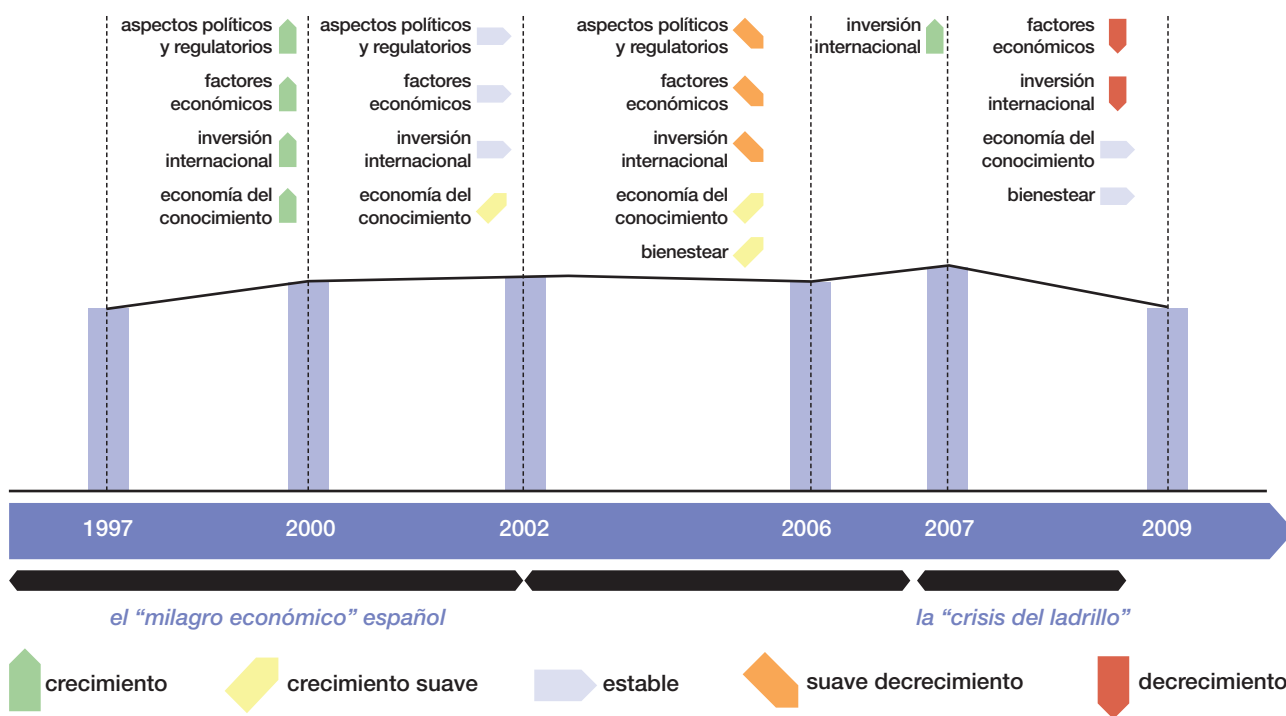 aspectos políticos
y regulatorios
factores
económicos
inversión
internacional
economía del
conocimiento
aspectos políticos
y regulatorios
factores
económicos
inversión
internacional
economía del
conocimiento
aspectos políticos
y regulatorios
factores
económicos
inversión
internacional
economía del
conocimiento
bienestear
inversión
internacional
factores
económicos
inversión
internacional
economía del
conocimiento
bienestear
1997
2000
2002
2006
2007
2009
el “milagro económico” español
la “crisis del ladrillo”
crecimiento
crecimiento suave
estable
suave decrecimiento
decrecimiento